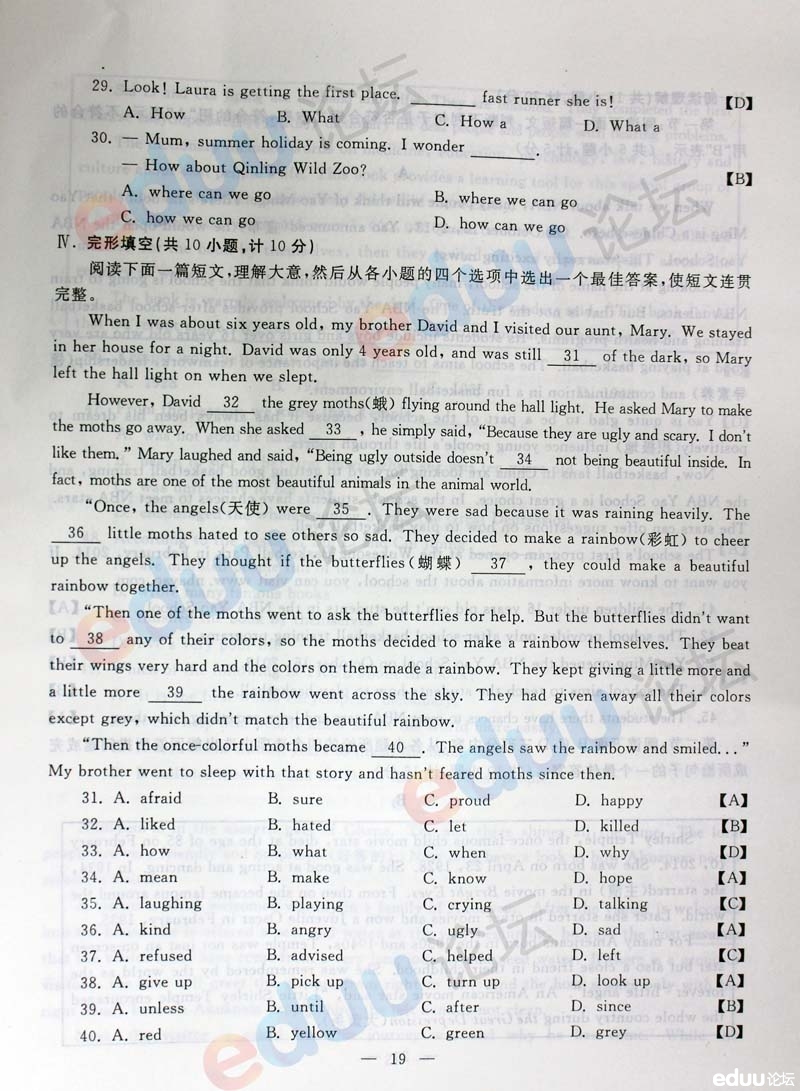 29. Look! Laura is getting the first place. ________ fast runner she is! 【D】
A. How B. What C. How a D. What a
30. — Mum, summer holiday is coming. I wonder ________.
— How about Qinling Wild Zoo? 【B】
A. where can we go B. where we can go
C. how we can go D. how can we go
Ⅳ. 完形填空(共 10 小题,计 10 分)
阅读下面一篇短文,理解大意,然后从各小题的四个选项中选出一个最佳答案,使短文连贯
完整。
When I was about six years old, my brother David and I visited our aunt, Mary. We stayed
in her house for a night. David was only 4 years old, and was still 31 of the dark, so Mary
left the hall light on when we slept.
However, David 32 the grey moths(蛾) flying around the hall light. He asked Mary to make
the moths go away. When she asked 33 , he simply said, “Because they are ugly and scary. I don't
like them.” Mary laughed and said, “Being ugly outside doesn't 34 not being beautiful inside. In
fact, moths are one of the most beautiful animals in the animal world.
“Once, the angels(天使) were 35 . They were sad because it was raining heavily. The
36 little moths hated to see others so sad. They decided to make a rainbow(彩虹) to cheer
up the angels. They thought if the butterflies(蝴蝶) 37 , they could make a beautiful
rainbow together.
“Then one of the moths went to ask the butterflies for help. But the butterflies didn't want
to 38 any of their colors, so the moths decided to make a rainbow themselves. They beat
their wings very hard and the colors on them made a rainbow. They kept giving a little more and
a little more 39 the rainbow went across the sky. They had given away all their colors
except grey, which didn't match the beautiful rainbow.
“Then the once-colorful moths became 40 . The angels saw the rainbow and smiled...”
My brother went to sleep with that story and hasn't feared moths since then.
31. A. afraid B. sure C. proud D. happy 【A】
32. A. liked B. hated C. let D. killed 【B】
33. A. how B. what C. when D. why 【D】
34. A. mean B. make C. know D. hope 【A】
35. A. laughing B. playing C. crying D. talking 【C】
36. A. kind B. angry C. ugly D. sad 【A】
37. A. refused B. advised C. helped D. left 【C】
38. A. give up B. pick up C. turn up D. look up 【A】
39. A. unless B. until C. after D. since 【B】
40. A. red B. yellow C. green D. grey 【D】
— 19 —
eduu论坛